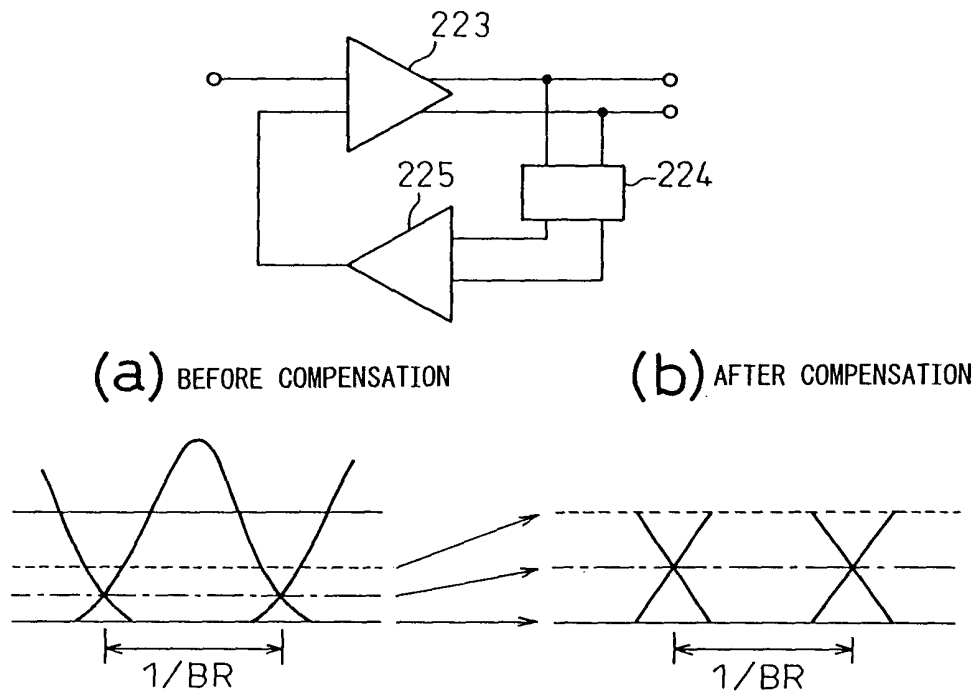 223
225
224
(a) BEFORE COMPENSATION
(b) AFTER COMPENSATION
1/BR
1/BR